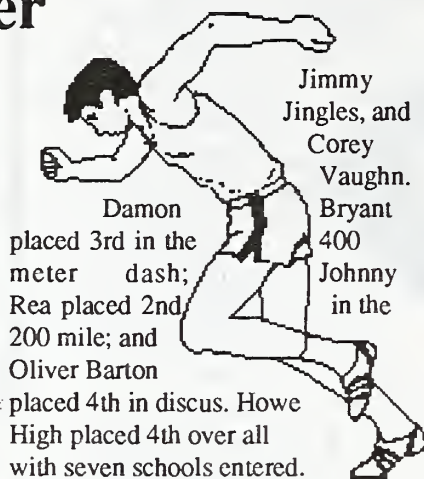 er
Jimmy
Jingles, and
Corey
Vaughn.
Damon Bryant
placed 3rd in the 400
meter dash; Johnny
Rea placed 2nd in the
200 mile; and
Oliver Barton
placed 4th in discus. Howe
High placed 4th over all
with seven schools entered.